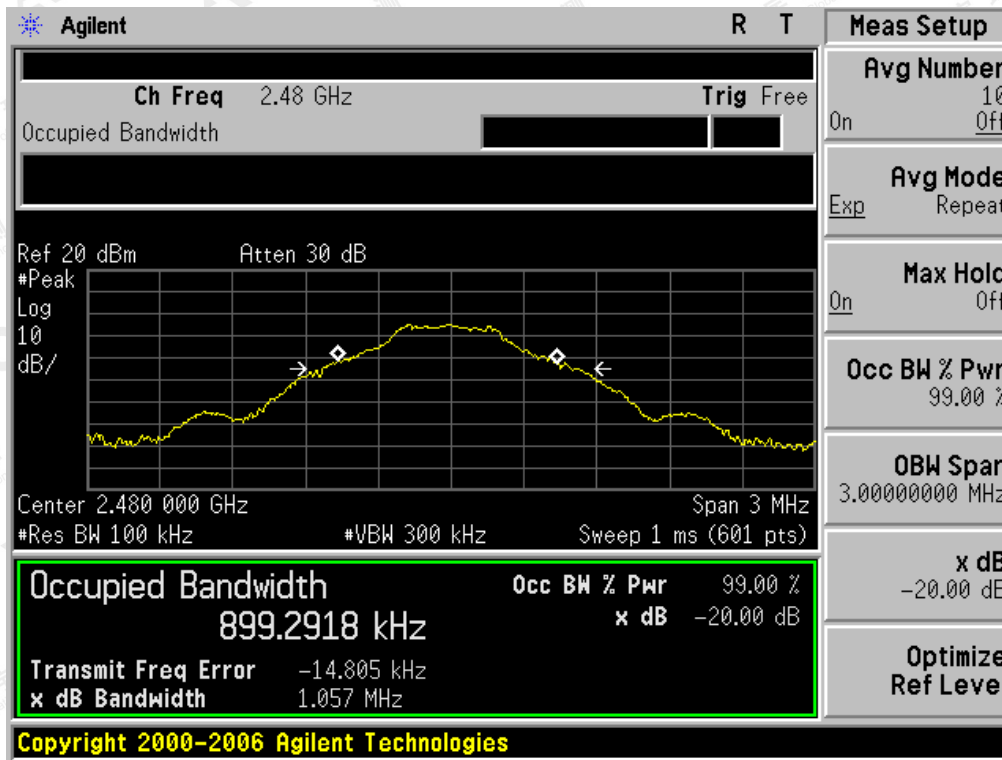 Agilent R T
Ch Freq 2.48 GHz Trig Free
Occupied Bandwidth
Ref 20 dBm Atten 30 dB
#Peak
Log
10
dB/
Center 2.480 000 GHz Span 3 MHz
#Res BW 100 kHz #VBW 300 kHz Sweep 1 ms (601 pts)
Occupied Bandwidth Occ BW % Pwr 99.00 %
899.2918 kHz x dB -20.00 dB
Transmit Freq Error -14.805 kHz
x dB Bandwidth 1.057 MHz
Copyright 2000-2006 Agilent Technologies
Meas Setup
Avg Number
10
On Off
Avg Mode
Exp Repeat
Max Hold
On Off
Occ BW % Pwr
99.00 %
OBW Span
3.00000000 MHz
x dB
-20.00 dB
Optimize
Ref Level